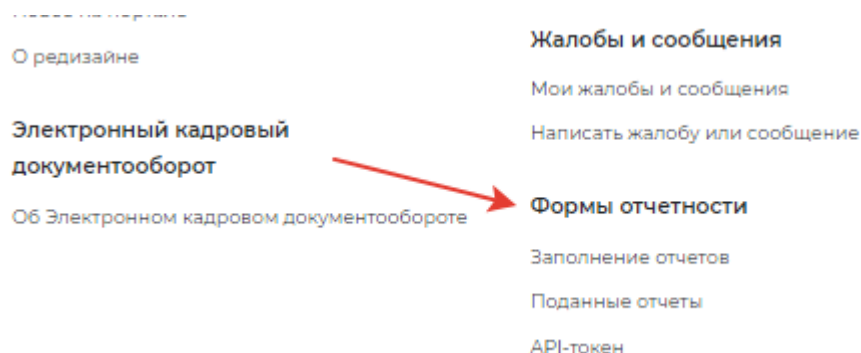 О редизайне
Электронный кадровый
документооборот
Об Электронном кадровом документообороте
Жалобы и сообщения
Мои жалобы и сообщения
Написать жалобу или сообщение
Формы отчетности
Заполнение отчетов
Поданные отчеты
API-токен